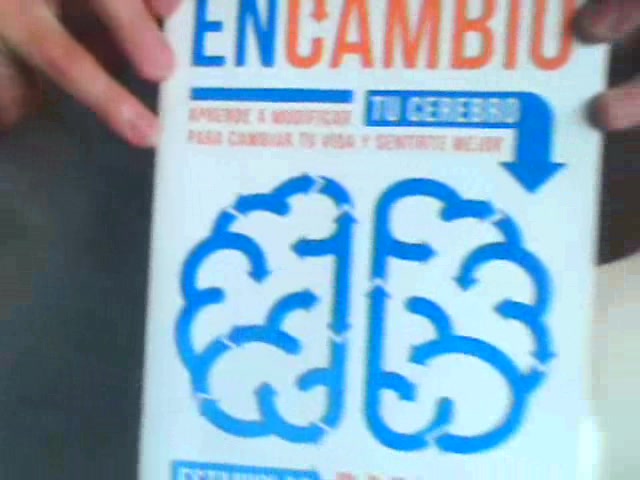 ENCAMBIO
APRENDE A MODIFICAR TU CEREBRO
PARA CAMBIAR TU VIDA Y SENTIRTE MEJOR